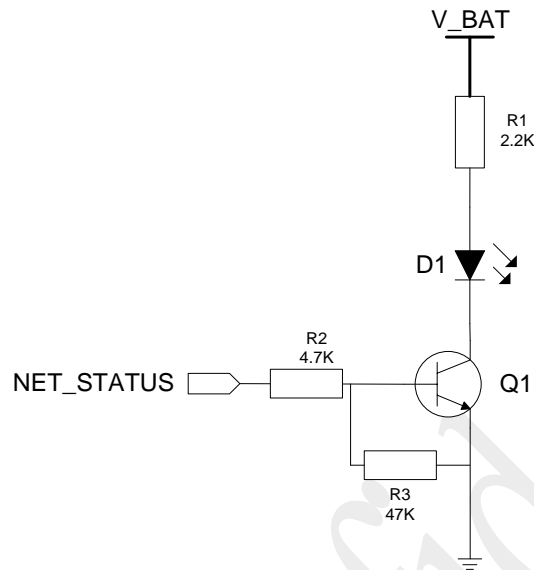 V_BAT
R1
2.2K
D1
R2
4.7K
NET_STATUS
Q1
R3
47K